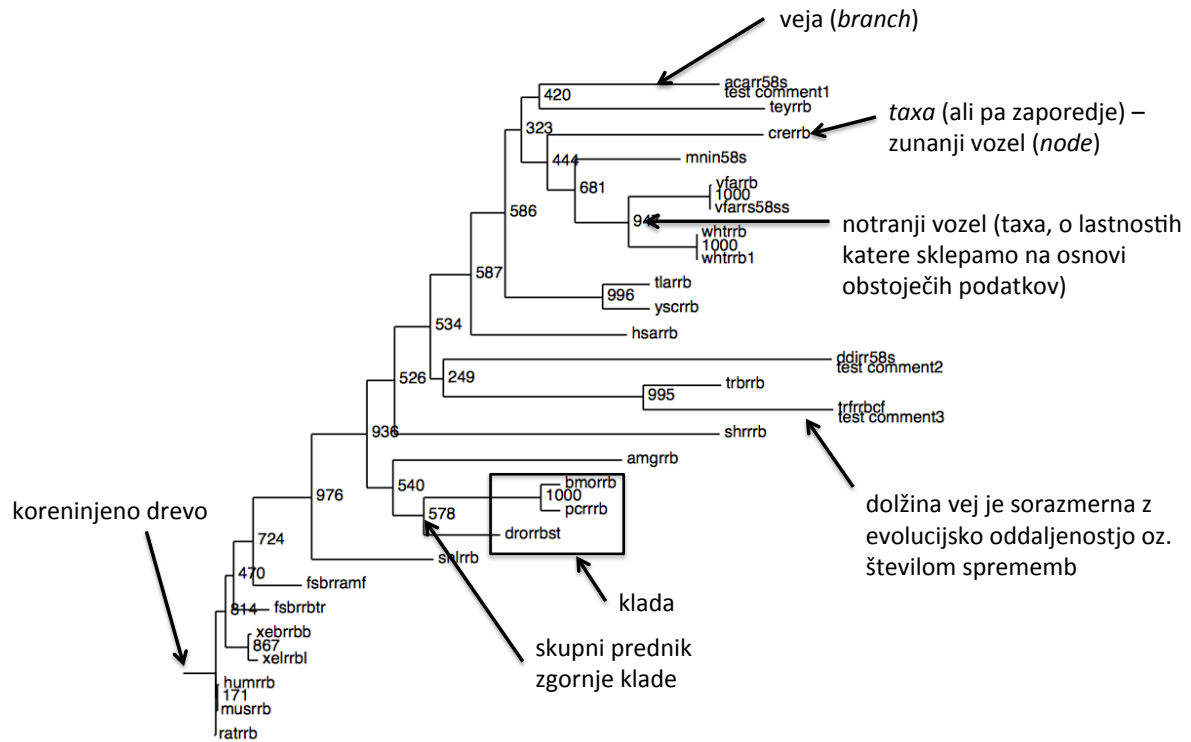 veja (branch)
acarr58s
test comment1
420
teyrrb
taxa (ali pa zaporedje) –
zunanji vozel (node)
323
crerrb
444
mnin58s
681
vfarrb
1000
vfarrs58ss
586
notranji vozel (taxa, o lastnostih
katere sklepamo na osnovi
obstoječih podatkov)
whtrrb
1000
whtrrb1
587
tlarrb
996
yscrrb
534
hsarrb
ddirr58s
test comment2
526
249
trbrrb
995
trfrrbcf
test comment3
936
shrrrb
amgrrb
540
bmorrb
1000
pcrrrb
976
578
drorrbst
dolžina vej je sorazmerna z
evolucijsko oddaljenostjo oz.
številom sprememb
koreninjeno drevo
724
shlrrb
470
fsbrramf
klada
814
fsbrrbtr
xebrrbb
867
xelrrbl
skupni prednik
zgornje klade
humrrb
171
musrrb
ratrrb